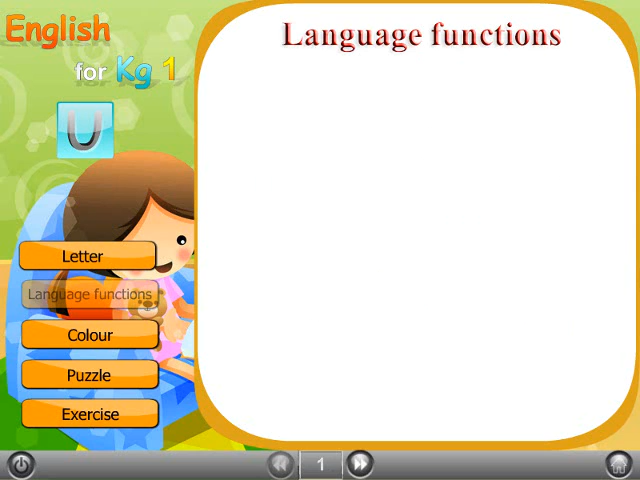 English
for Kg 1
U
Letter
Language functions
Colour
Puzzle
Exercise
Language functions
1